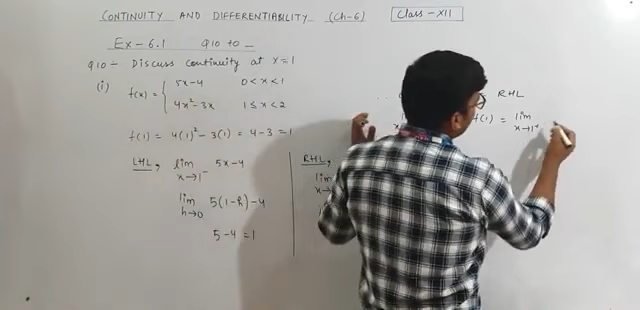 CONTINUITY AND DIFFERENTIABILITY (Ch-6) Class-XII
Ex-6.1 Q10 to _
Q10:- Discuss continuity at x=1
(i) f(x) = { 5x-4 0<x<1
4x²-3x 1≤x<2
f(1) = 4(1)²-3(1) = 4-3 = 1
LHL, lim x→1⁻ 5x-4
lim h→0 5(1-h)-4
5-4 = 1
RHL,
lim
RHL
f(1) = lim x→1⁺